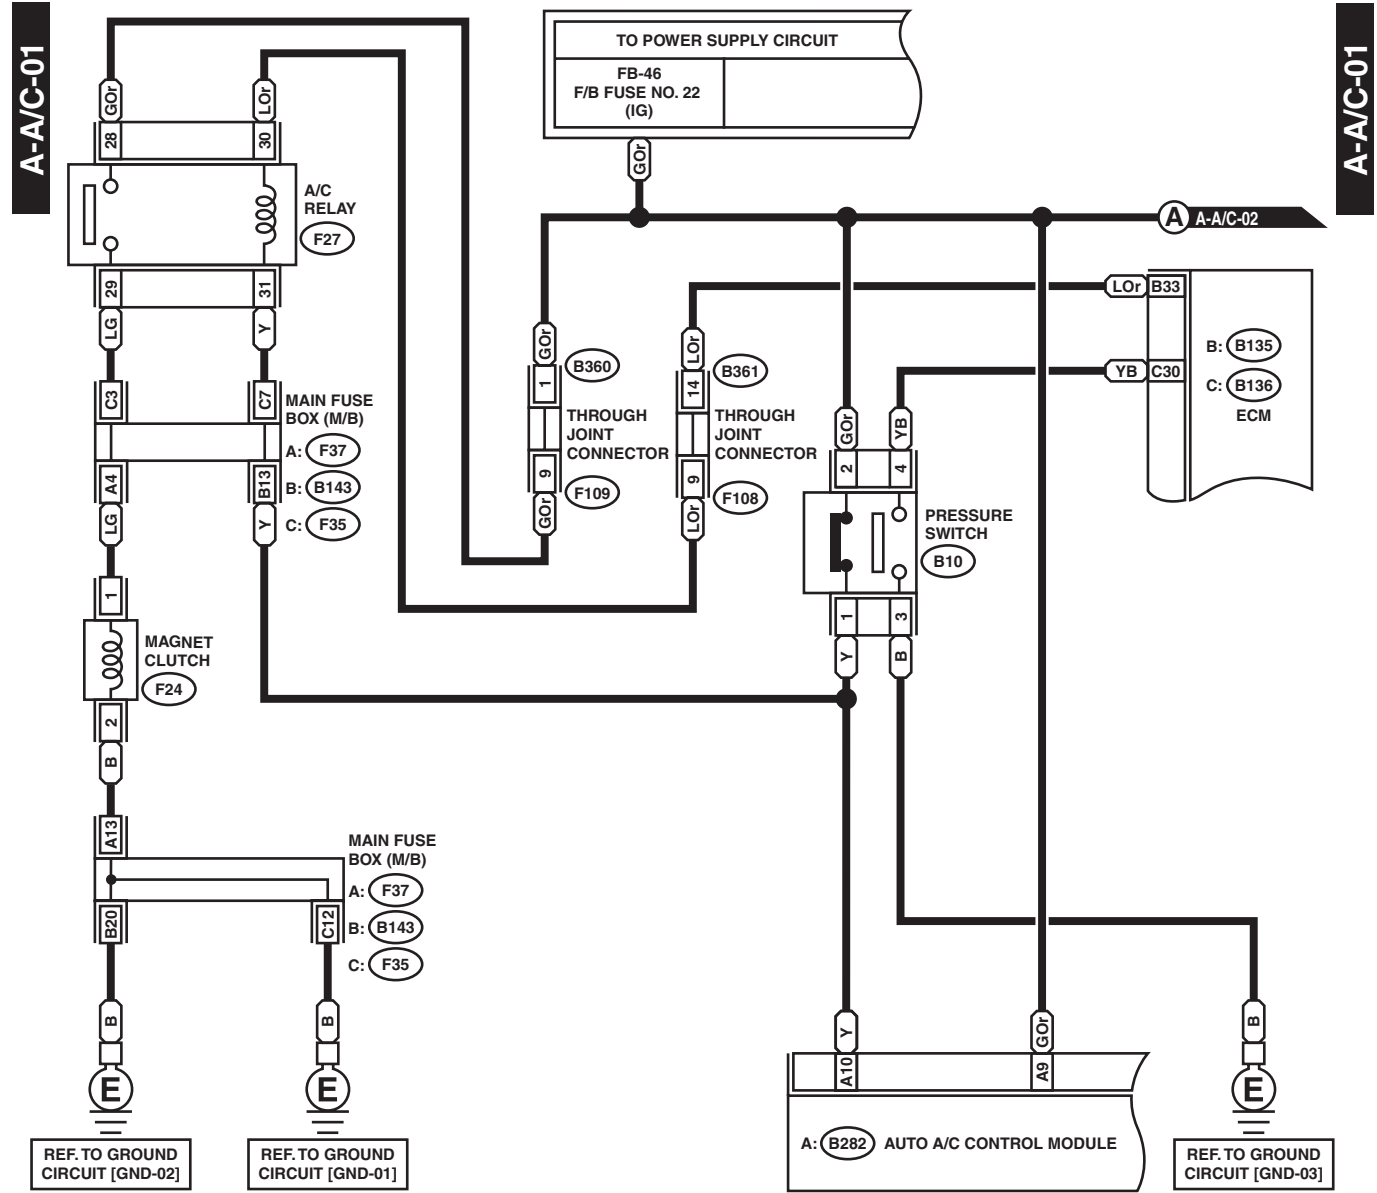 A-A/C-01
A-A/C-01
TO POWER SUPPLY CIRCUIT
FB-46
F/B FUSE NO. 22
(IG)
GOr
LOr
GOr
28
30
A/C
RELAY
F27
A
A-A/C-02
29
31
LG
Y
LOr
B33
YB
C30
B: B135
C: B136
ECM
GOr
1
B360
THROUGH
JOINT
CONNECTOR
9
F109
GOr
LOr
14
B361
THROUGH
JOINT
CONNECTOR
9
F108
LOr
C3
C7
MAIN FUSE
BOX (M/B)
A: F37
B: B143
C: F35
A4
B13
LG
Y
GOr
YB
2
4
PRESSURE
SWITCH
B10
1
3
Y
B
1
MAGNET
CLUTCH
F24
2
B
A13
MAIN FUSE
BOX (M/B)
A: F37
B: B143
C: F35
B20
C12
B
B
E
E
REF. TO GROUND
CIRCUIT [GND-02]
REF. TO GROUND
CIRCUIT [GND-01]
Y
GOr
A10
A9
A: B282 AUTO A/C CONTROL MODULE
B
E
REF. TO GROUND
CIRCUIT [GND-03]